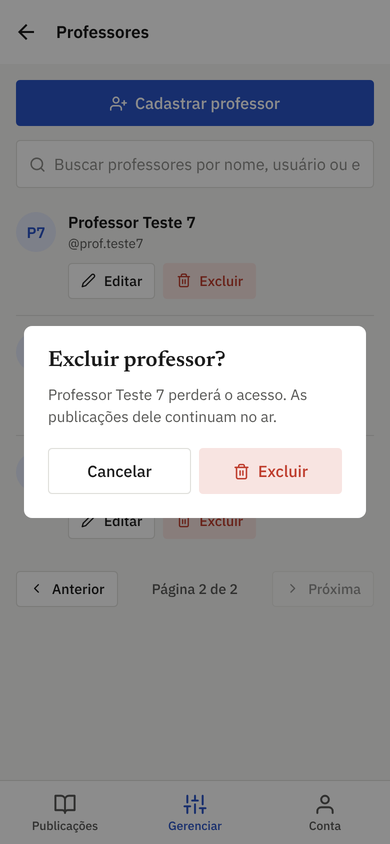 Professores
Cadastrar professor
Buscar professores por nome, usuário ou e
P7
Professor Teste 7
@prof.teste7
Editar
Excluir
Excluir professor?
Professor Teste 7 perderá o acesso. As
publicações dele continuam no ar.
Cancelar
Excluir
Editar
Excluir
Anterior
Página 2 de 2
Próxima
Publicações
Gerenciar
Conta